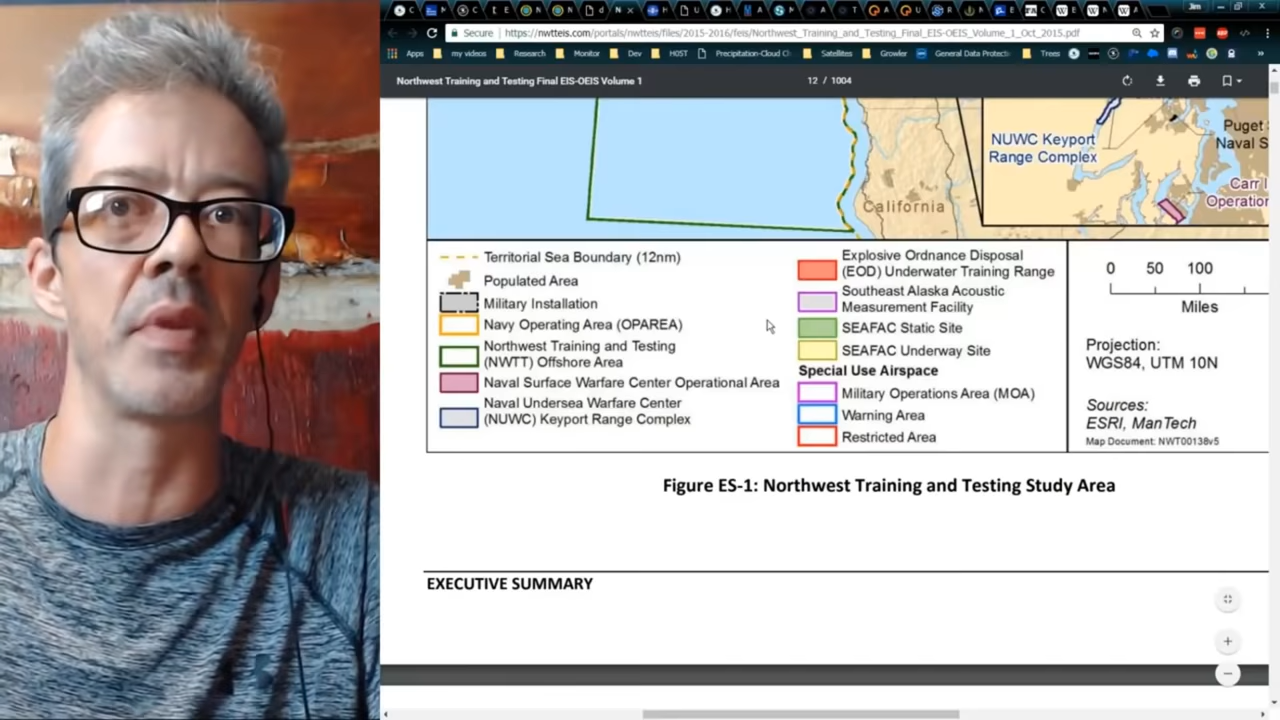 Jim
Secure https://nwtteis.com/portals/nwtteis/files/2015-2016/feis/Northwest_Training_and_Testing_Final_EIS-OEIS_Volume_1_Oct_2015.pdf
Apps my videos Research Monitor Dev HOST Precipitation-Cloud Satellites Growler General Data Protect Trees
Northwest Training and Testing Final EIS-OEIS Volume 1 12 / 1004
NUWC Keyport
Range Complex
Puget
Naval S
Carr I
Operation
California
Territorial Sea Boundary (12nm)
Populated Area
Military Installation
Navy Operating Area (OPAREA)
Northwest Training and Testing
(NWTT) Offshore Area
Naval Surface Warfare Center Operational Area
Naval Undersea Warfare Center
(NUWC) Keyport Range Complex
Explosive Ordnance Disposal
(EOD) Underwater Training Range
Southeast Alaska Acoustic
Measurement Facility
SEAFAC Static Site
SEAFAC Underway Site
Special Use Airspace
Military Operations Area (MOA)
Warning Area
Restricted Area
0 50 100
Miles
Projection:
WGS84, UTM 10N
Sources:
ESRI, ManTech
Map Document: NWT00138v5
Figure ES-1: Northwest Training and Testing Study Area
EXECUTIVE SUMMARY